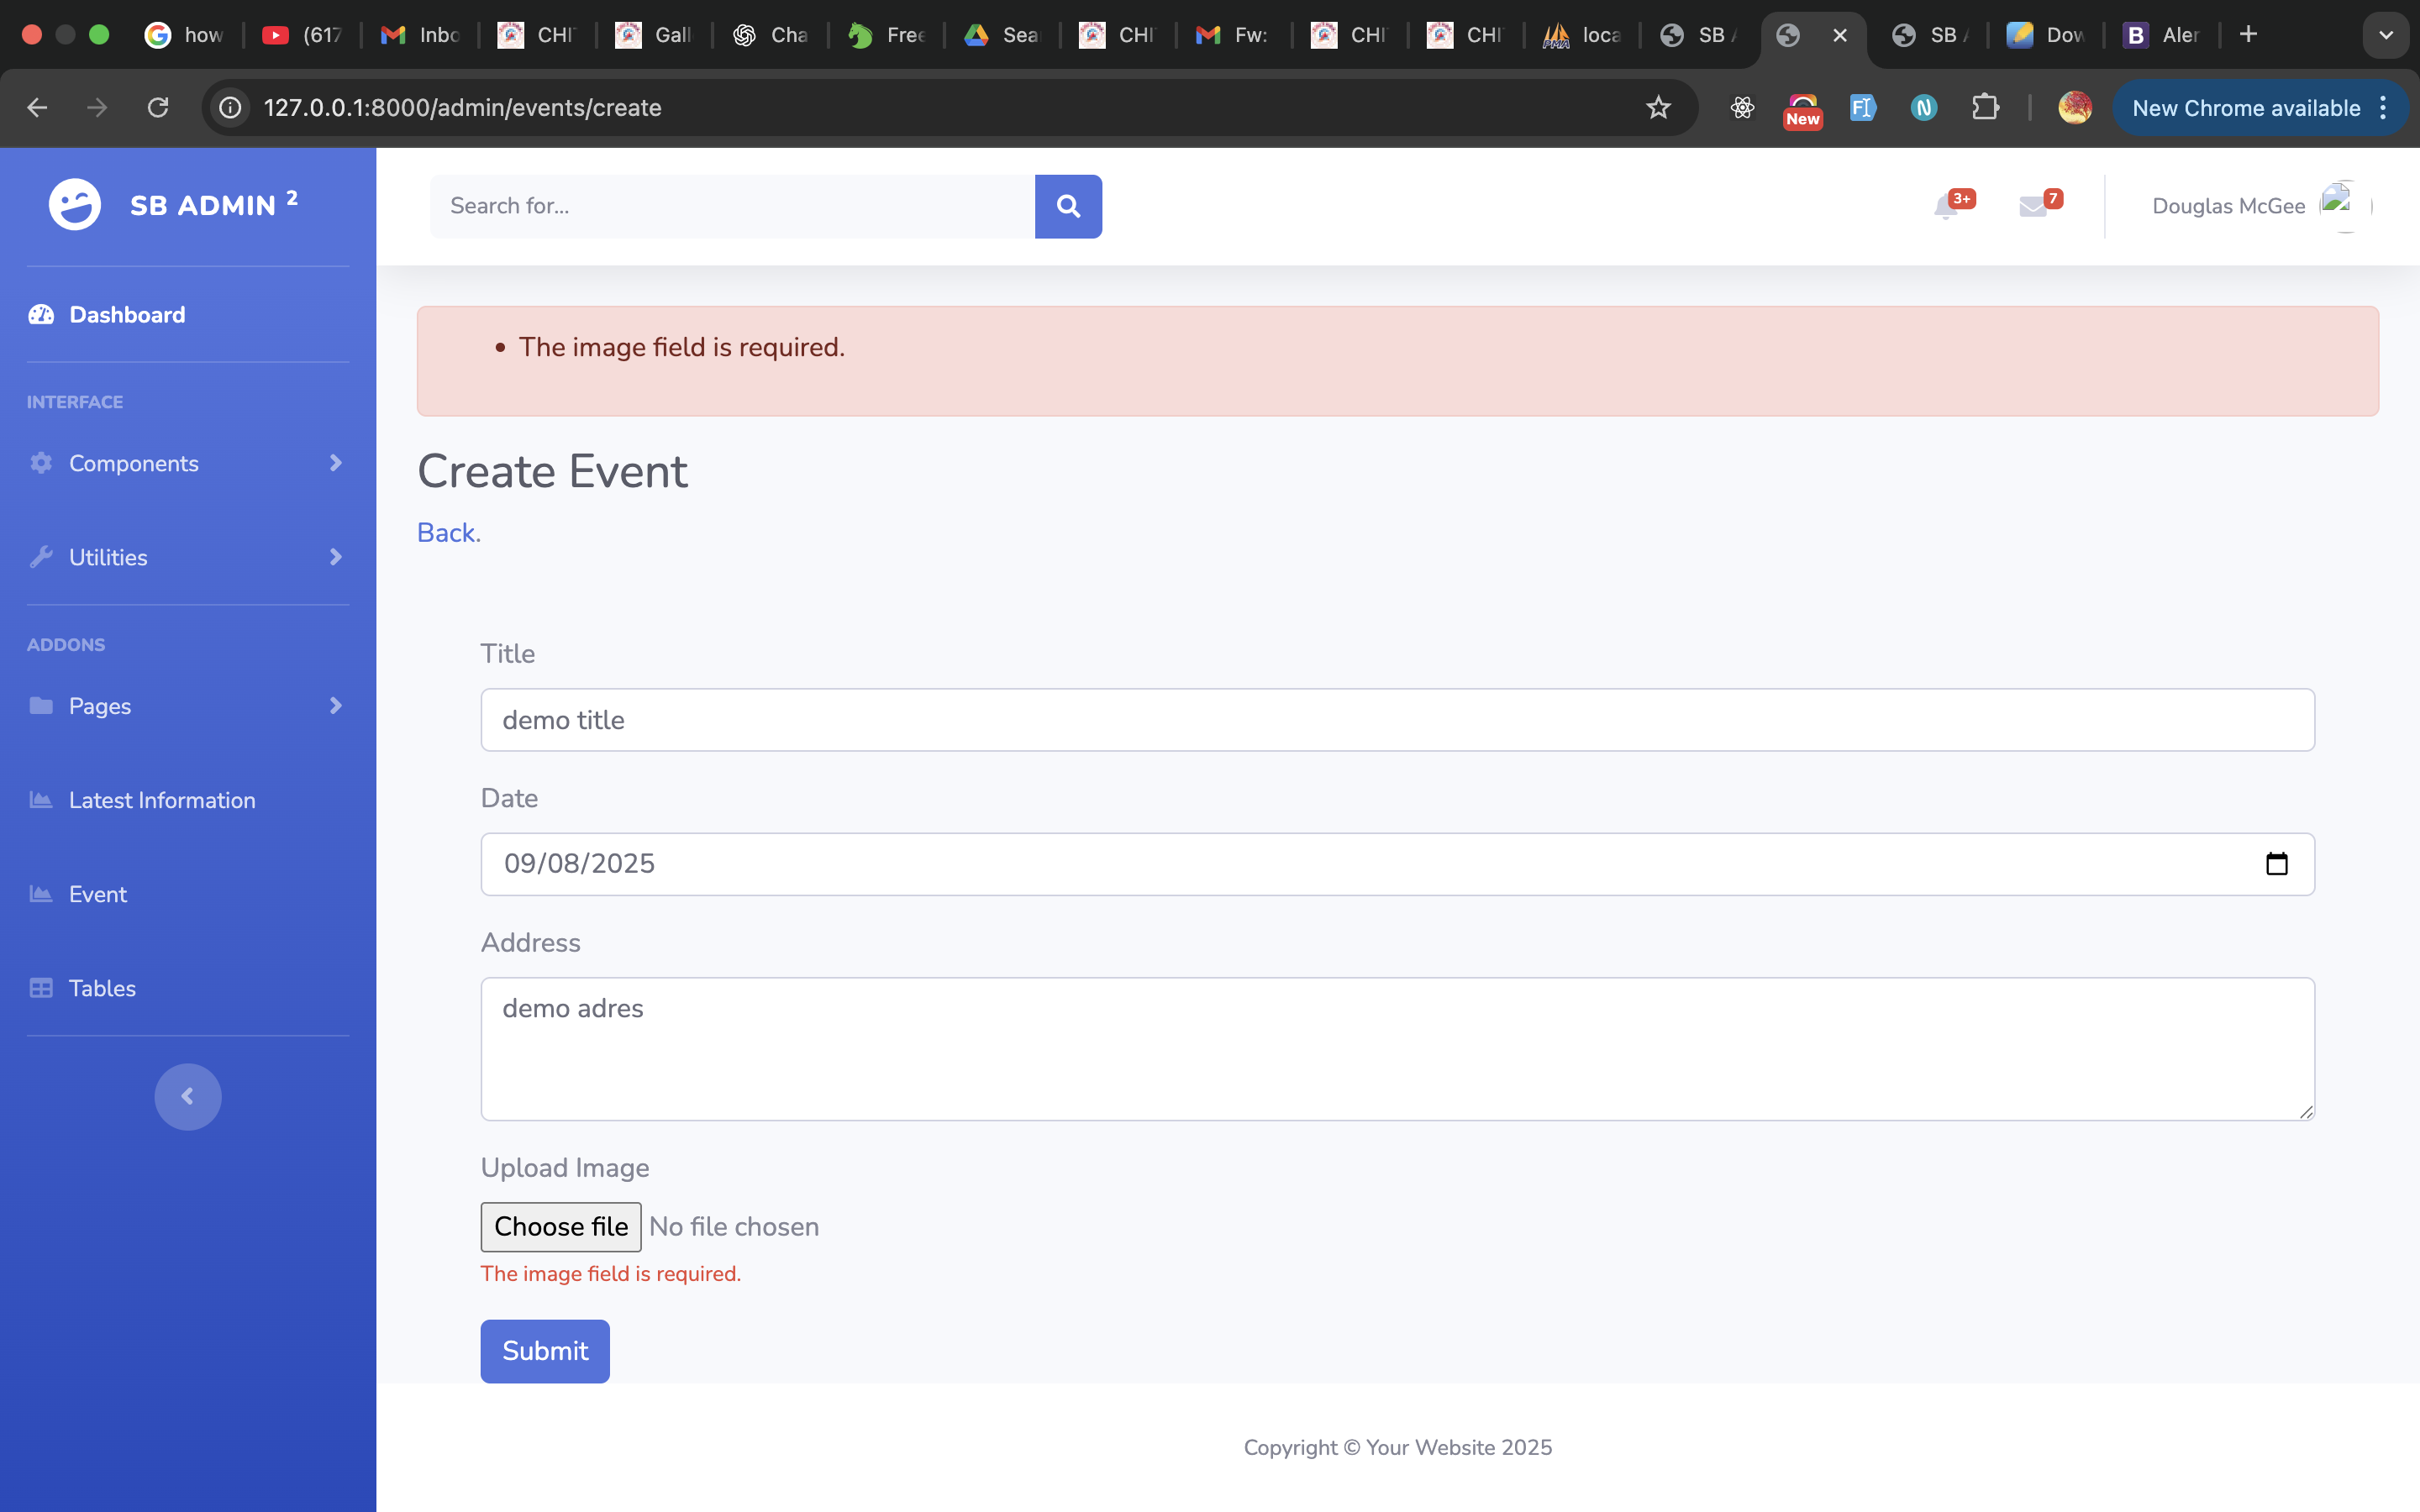 how
(617
Inbo
CHI
Gall
Cha
Free
Sea
CHI
Fw:
CHI
CHI
loca
SB A
SB A
Dow
Aler
127.0.0.1:8000/admin/events/create
New
New Chrome available
SB ADMIN 2
Search for...
3+
7
Douglas McGee
Dashboard
INTERFACE
Components
Utilities
ADDONS
Pages
Latest Information
Event
Tables
• The image field is required.
Create Event
Back.
Title
demo title
Date
09/08/2025
Address
demo adres
Upload Image
Choose file No file chosen
The image field is required.
Submit
Copyright © Your Website 2025